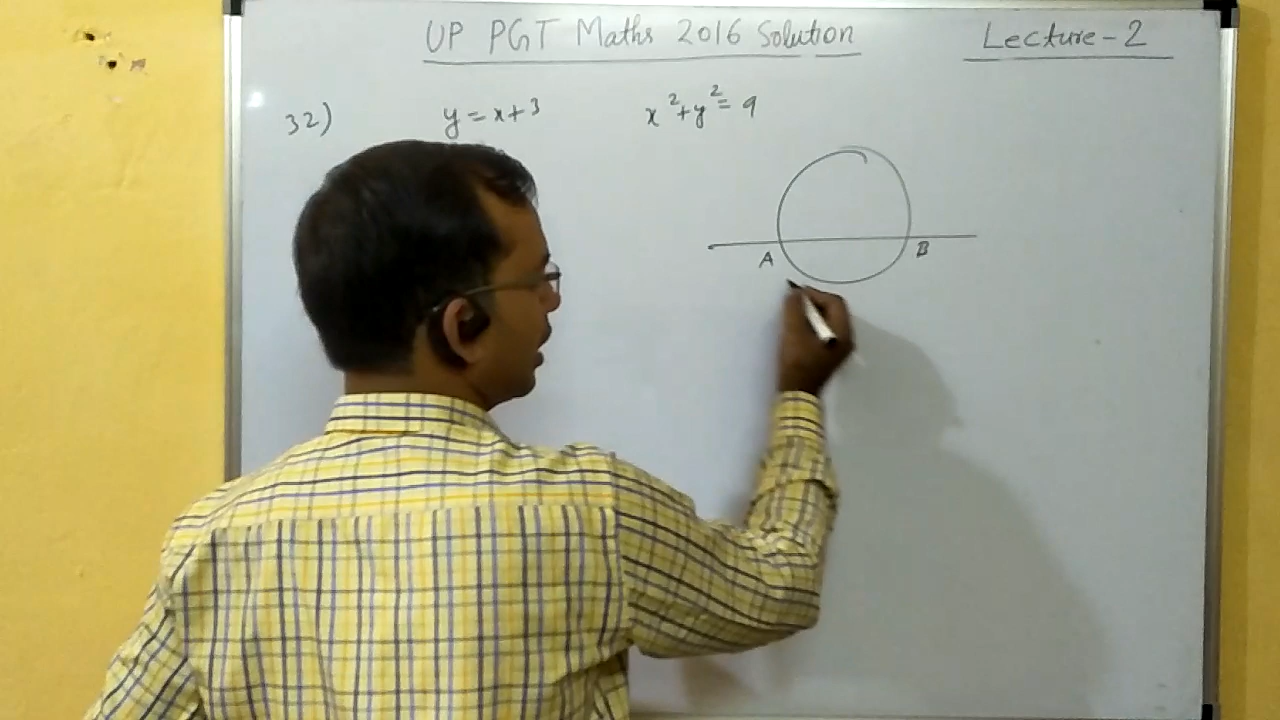 UP PGT Maths 2016 Solution Lecture-2
32) y = x+3 x²+y² = 9
A B